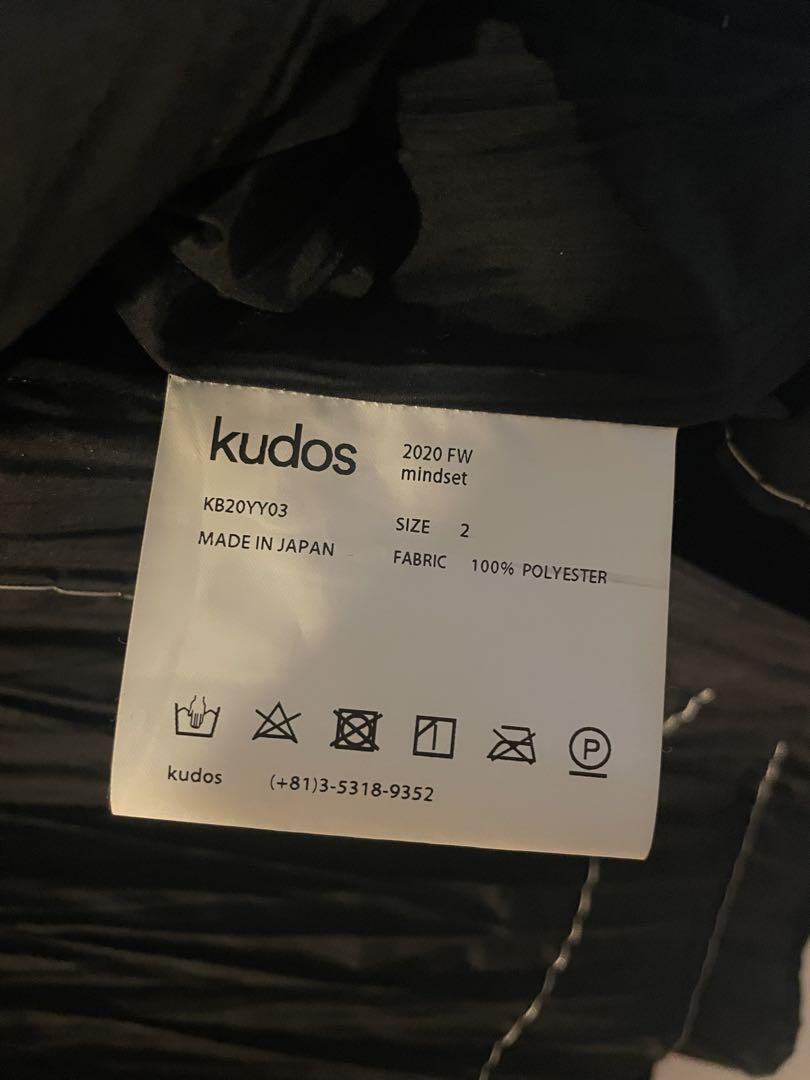 kudos
2020 FW
mindset
KB20YY03
MADE IN JAPAN
SIZE 2
FABRIC 100% POLYESTER
P
kudos (+81)3-5318-9352